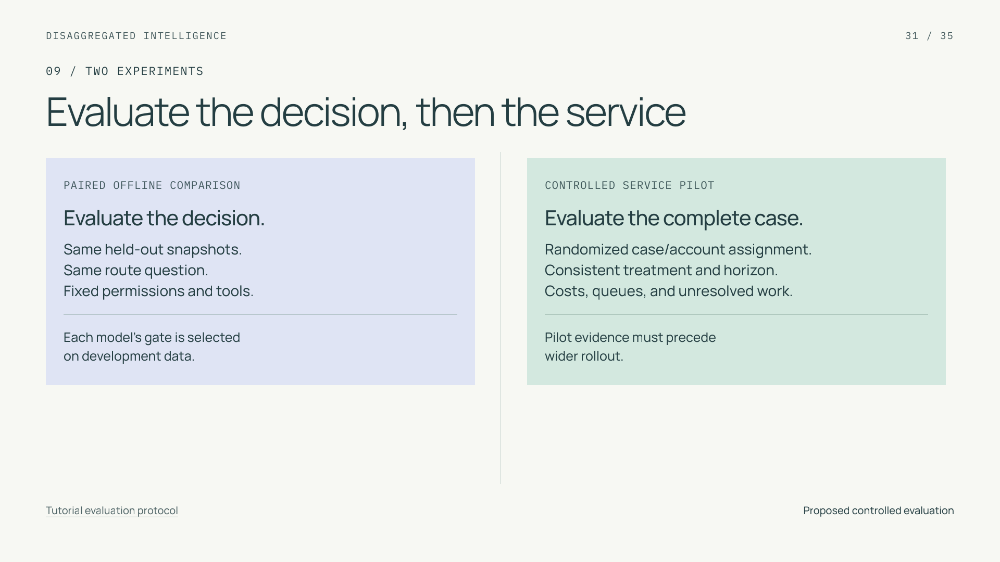 DISAGGREGATED INTELLIGENCE
31 / 35
09 / TWO EXPERIMENTS
Evaluate the decision, then the service
PAIRED OFFLINE COMPARISON
Evaluate the decision.
Same held-out snapshots.
Same route question.
Fixed permissions and tools.
Each model’s gate is selected
on development data.
CONTROLLED SERVICE PILOT
Evaluate the complete case.
Randomized case/account assignment.
Consistent treatment and horizon.
Costs, queues, and unresolved work.
Pilot evidence must precede
wider rollout.
Tutorial evaluation protocol
Proposed controlled evaluation